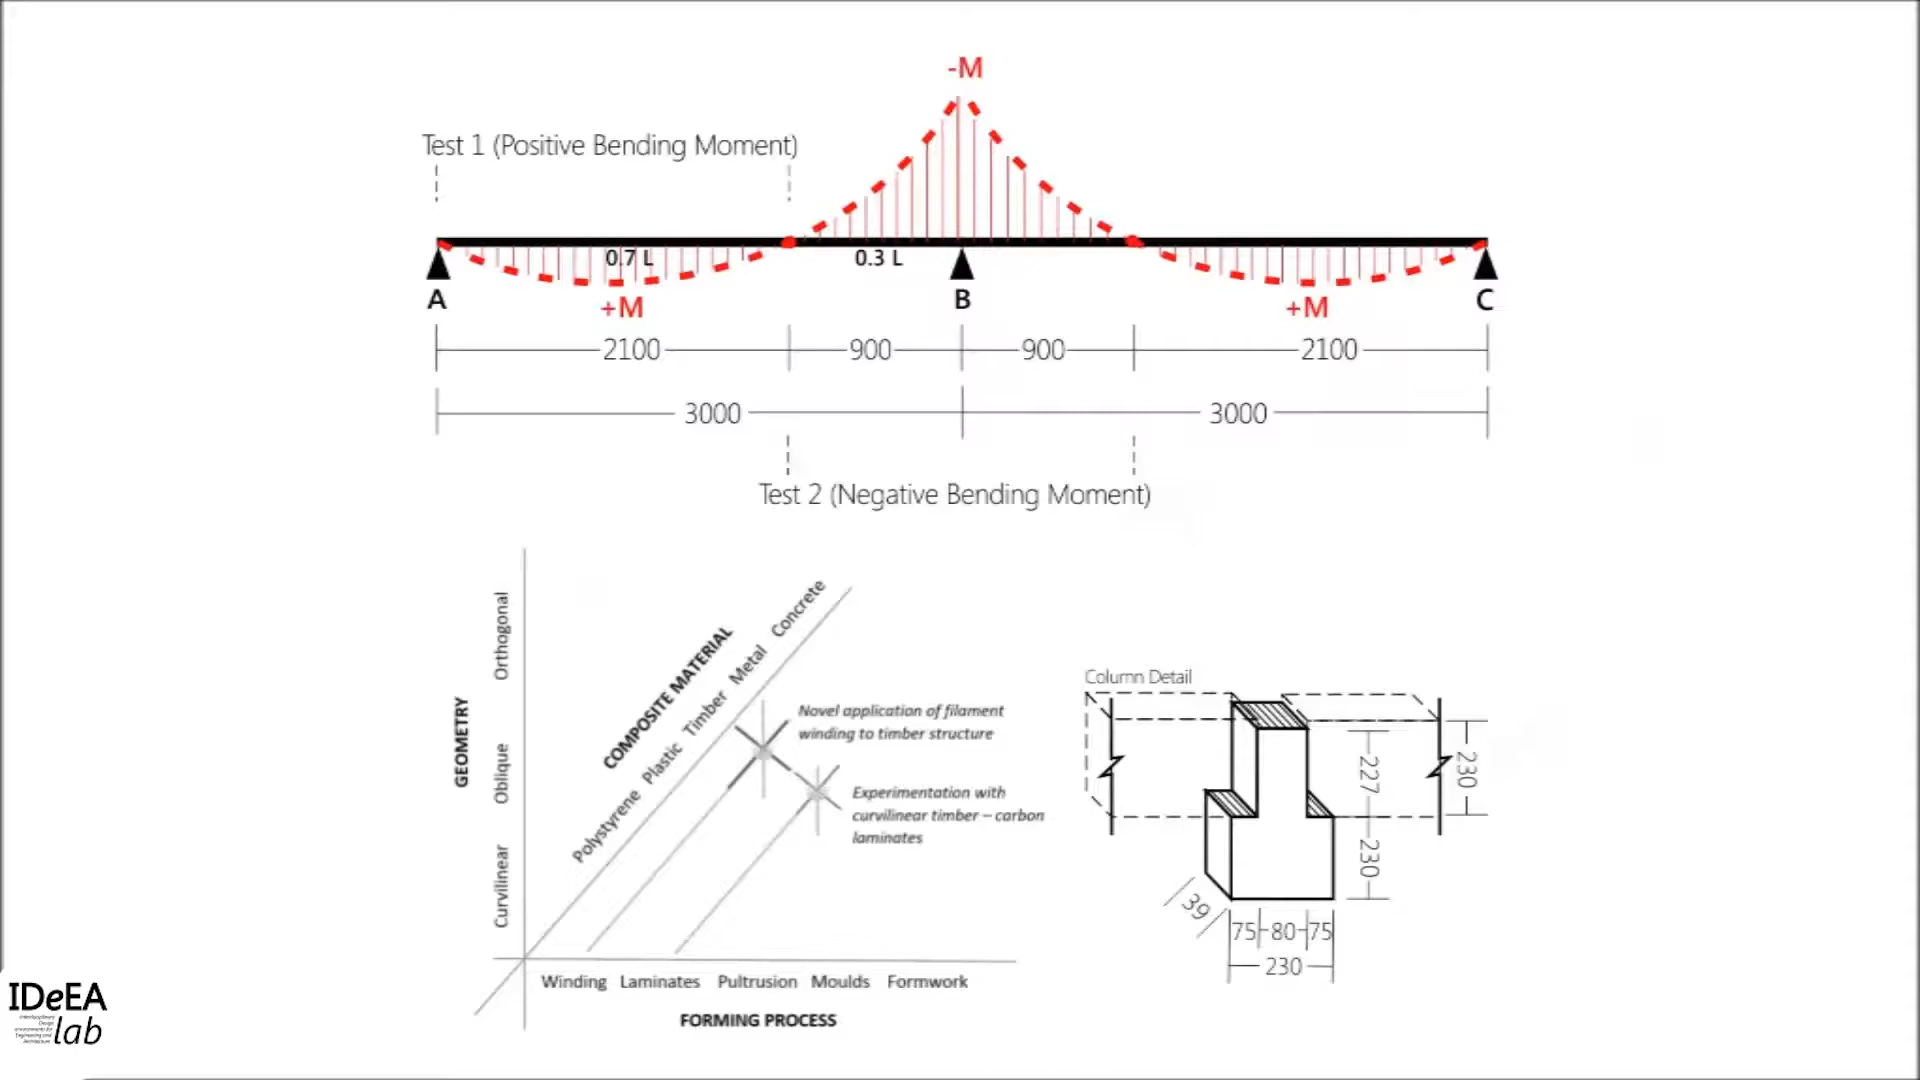 -M
Test 1 (Positive Bending Moment)
0.7 L
0.3 L
A
+M
B
+M
C
2100
900
900
2100
3000
3000
Test 2 (Negative Bending Moment)
GEOMETRY
Orthogonal
Oblique
Curvilinear
COMPOSITE MATERIAL
Polystyrene Plastic Timber Metal Concrete
Novel application of filament
winding to timber structure
Experimentation with
curvilinear timber – carbon
laminates
Winding Laminates Pultrusion Moulds Formwork
FORMING PROCESS
Column Detail
227
230
230
39
75 80 75
230
IDeEA
lab